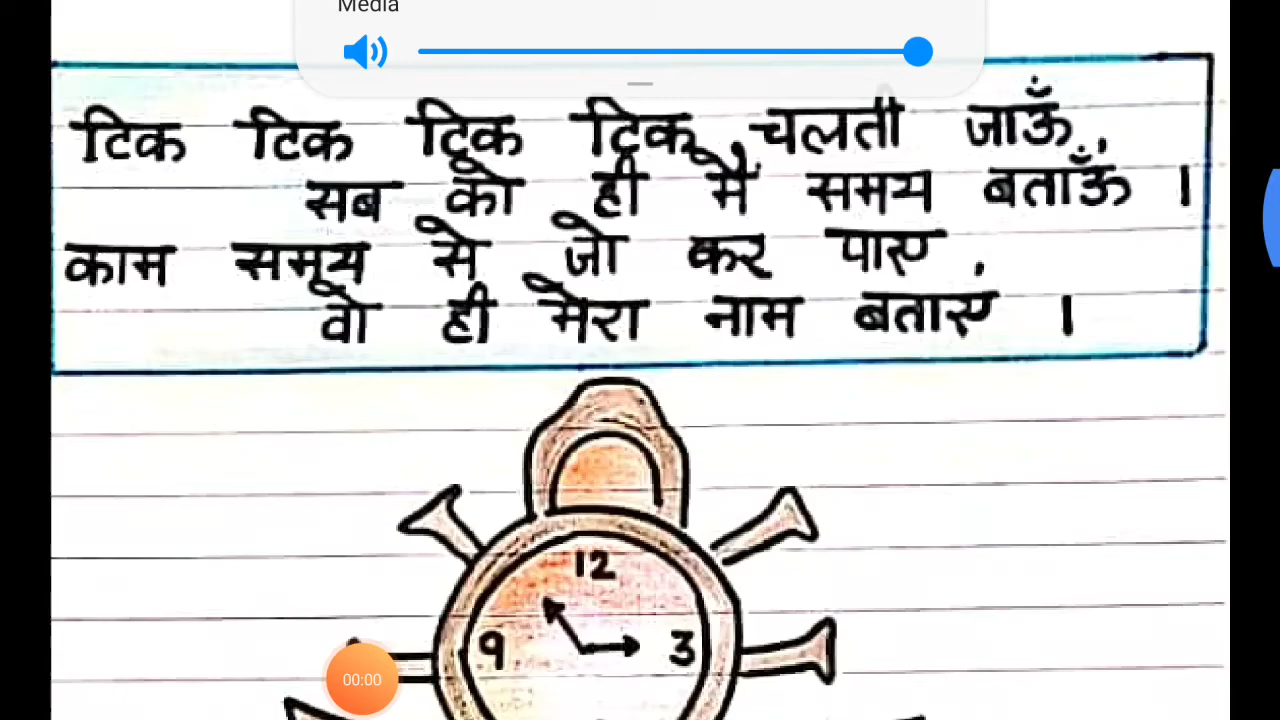 Media
टिक टिक टिक टिक चलती जाऊँ,
सब को ही मैं समय बताऊँ ।
काम समय से जो कर पाए ,
वो ही मेरा नाम बताए ।
12
9 3
00:00